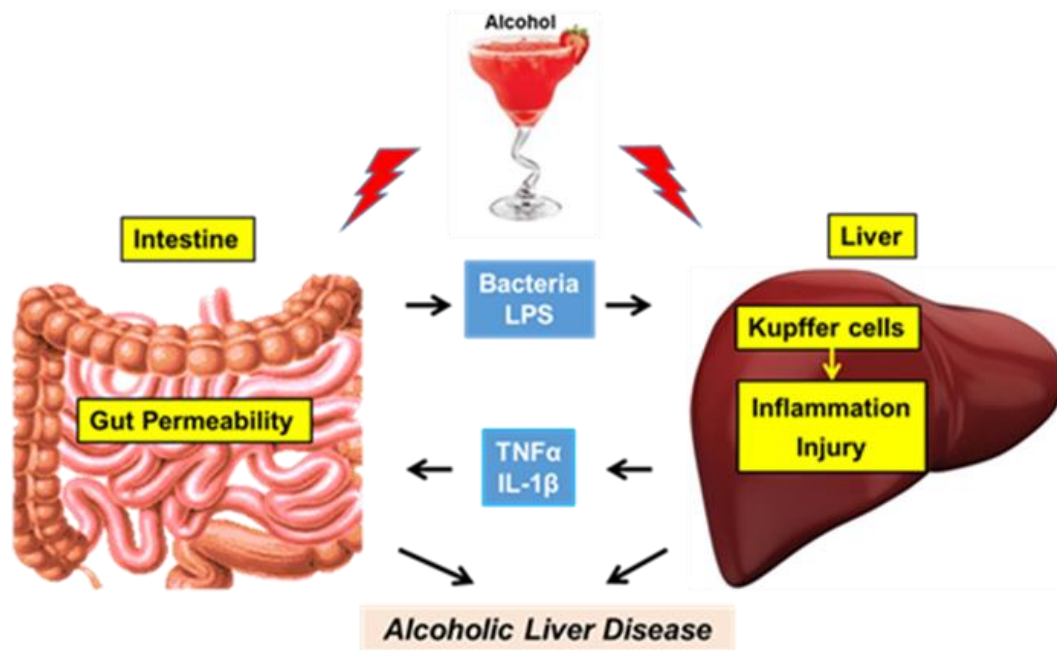 Alcohol
Intestine
Liver
Bacteria
LPS
Kupffer cells
Gut Permeability
Inflammation
Injury
TNFα
IL-1β
Alcoholic Liver Disease